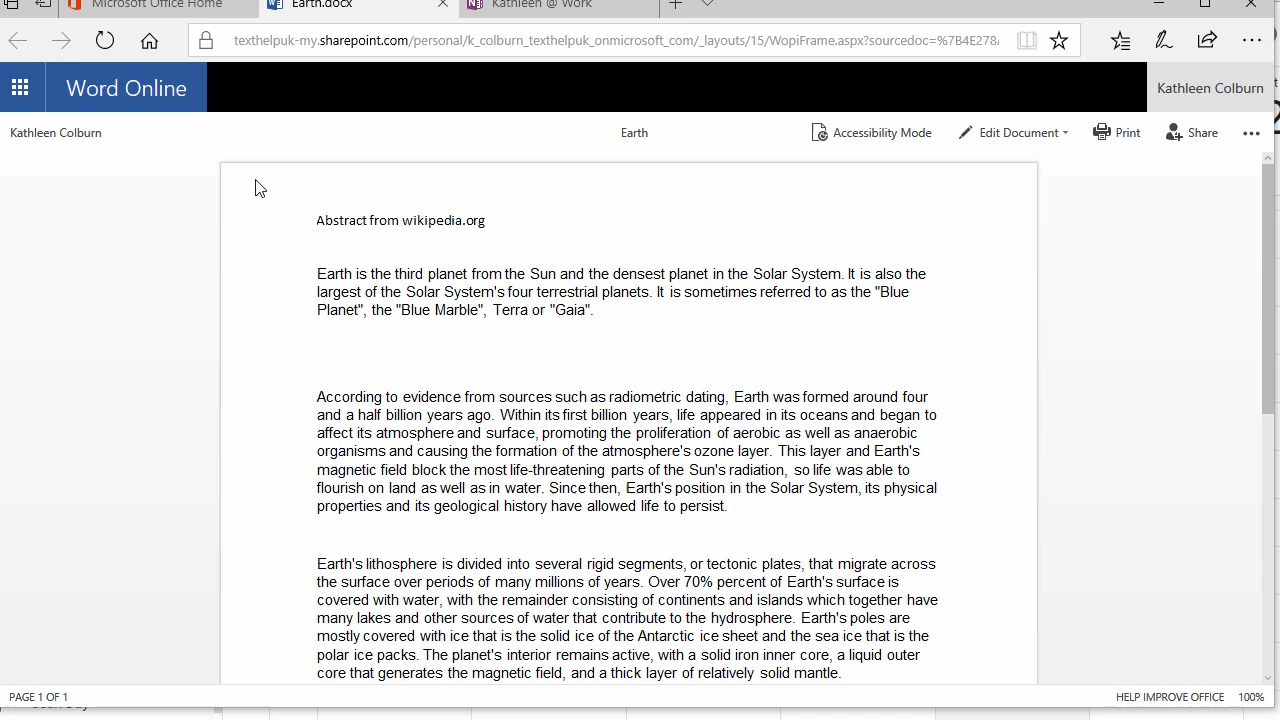 Microsoft Office Home
Earth.docx
Kathleen @ Work
texthelpuk-my.sharepoint.com/personal/k_colburn_texthelpuk_onmicrosoft_com/_layouts/15/WopiFrame.aspx?sourcedoc=%7B4E278
Word Online
Kathleen Colburn
Kathleen Colburn
Earth
Accessibility Mode
Edit Document
Print
Share
Abstract from wikipedia.org
Earth is the third planet from the Sun and the densest planet in the Solar System. It is also the
largest of the Solar System's four terrestrial planets. It is sometimes referred to as the "Blue
Planet", the "Blue Marble", Terra or "Gaia".
According to evidence from sources such as radiometric dating, Earth was formed around four
and a half billion years ago. Within its first billion years, life appeared in its oceans and began to
affect its atmosphere and surface, promoting the proliferation of aerobic as well as anaerobic
organisms and causing the formation of the atmosphere's ozone layer. This layer and Earth's
magnetic field block the most life-threatening parts of the Sun's radiation, so life was able to
flourish on land as well as in water. Since then, Earth's position in the Solar System, its physical
properties and its geological history have allowed life to persist.
Earth's lithosphere is divided into several rigid segments, or tectonic plates, that migrate across
the surface over periods of many millions of years. Over 70% percent of Earth's surface is
covered with water, with the remainder consisting of continents and islands which together have
many lakes and other sources of water that contribute to the hydrosphere. Earth's poles are
mostly covered with ice that is the solid ice of the Antarctic ice sheet and the sea ice that is the
polar ice packs. The planet's interior remains active, with a solid iron inner core, a liquid outer
core that generates the magnetic field, and a thick layer of relatively solid mantle.
PAGE 1 OF 1
HELP IMPROVE OFFICE
100%